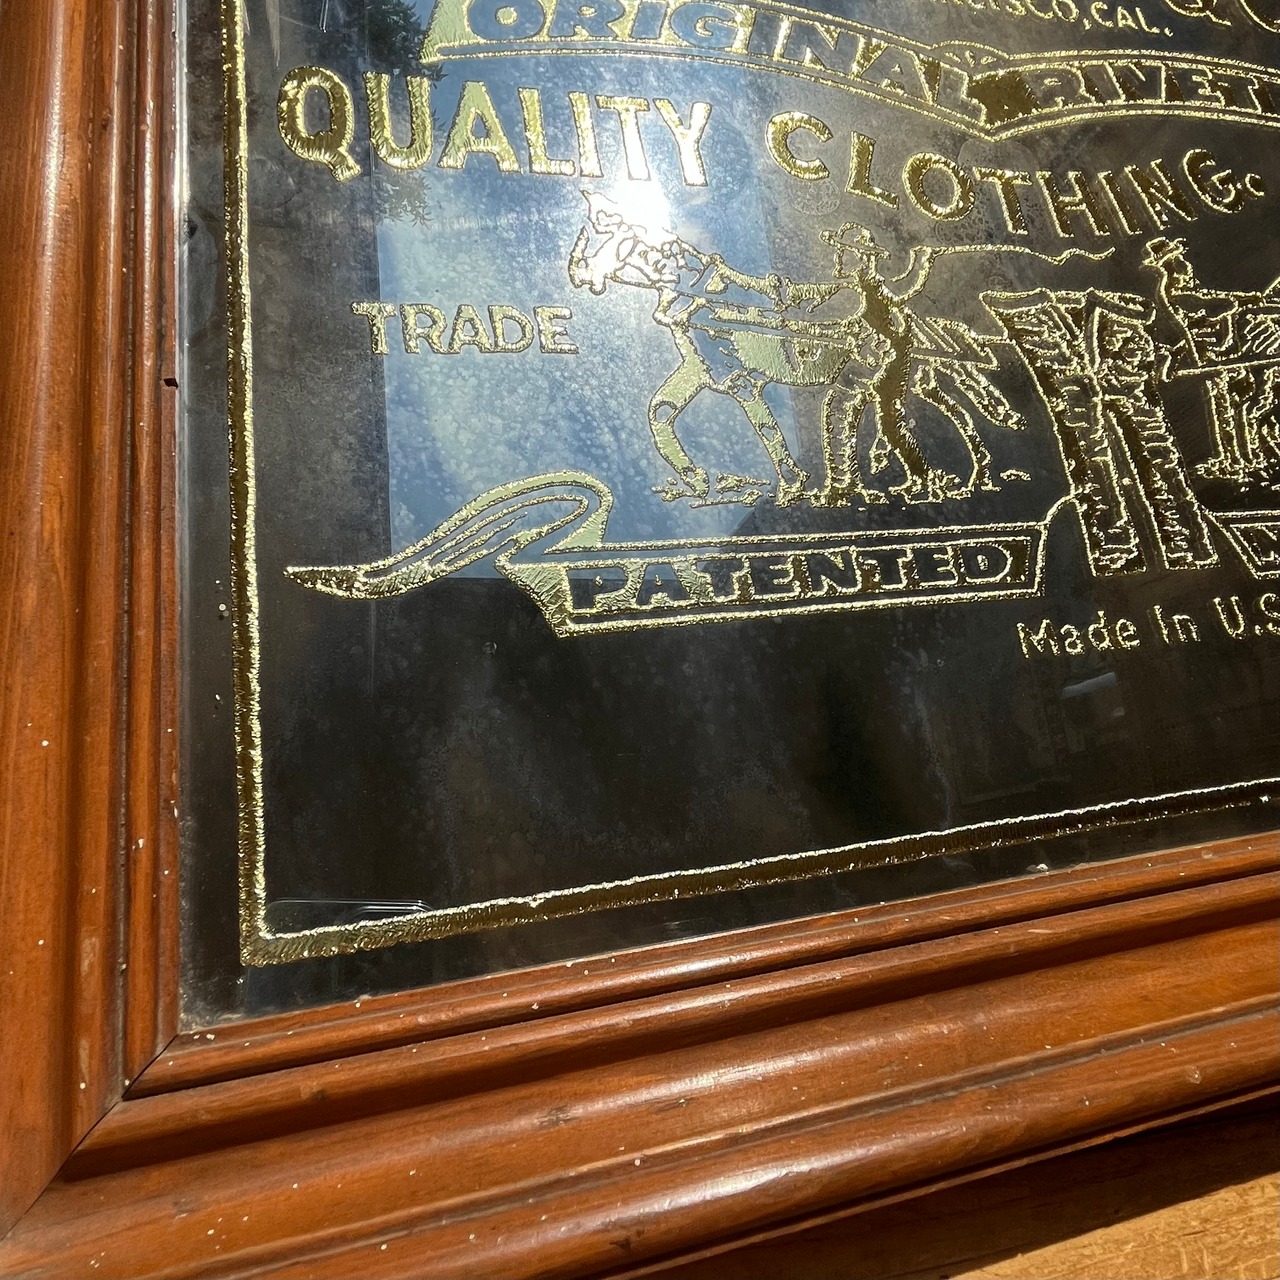 CISCO, CAL.
ORIGINAL RIVET
QUALITY CLOTHING
TRADE
PATENTED
Made In U.S